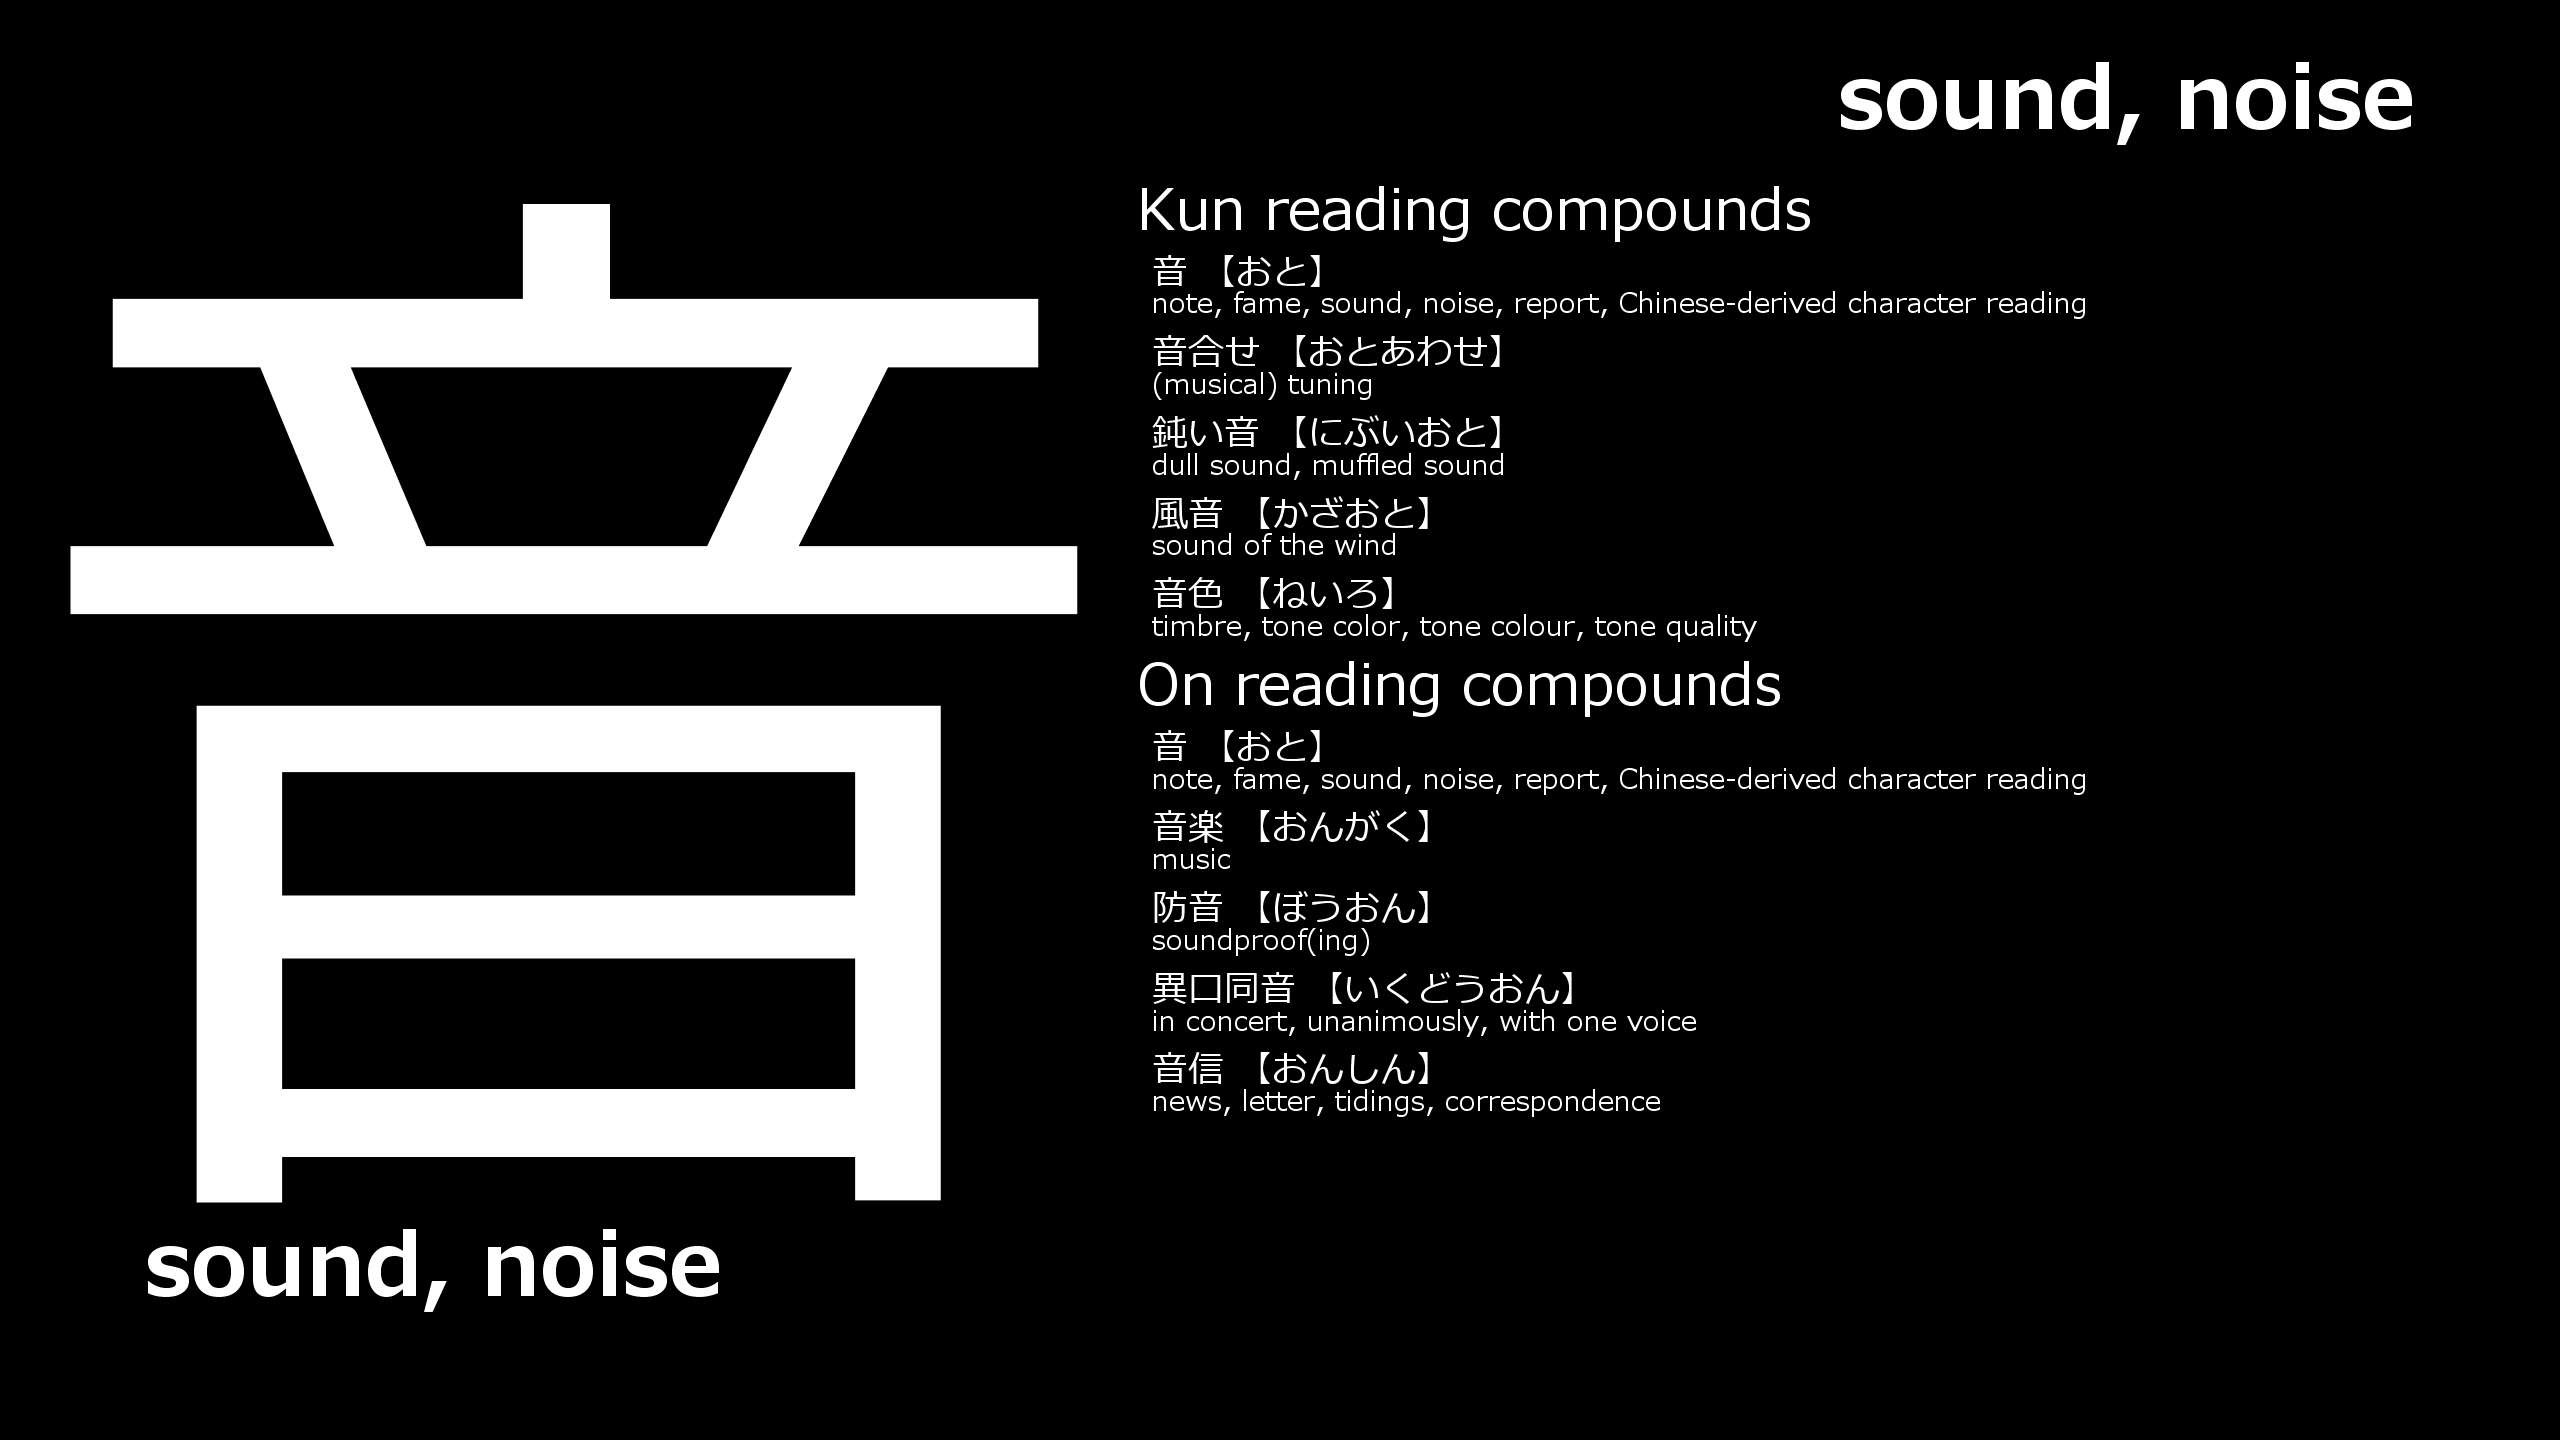 sound, noise
音
sound, noise
Kun reading compounds
音 【おと】
note, fame, sound, noise, report, Chinese-derived character reading
音合せ 【おとあわせ】
(musical) tuning
鈍い音 【にぶいおと】
dull sound, muffled sound
風音 【かざおと】
sound of the wind
音色 【ねいろ】
timbre, tone color, tone colour, tone quality
On reading compounds
音 【おと】
note, fame, sound, noise, report, Chinese-derived character reading
音楽 【おんがく】
music
防音 【ぼうおん】
soundproof(ing)
異口同音 【いくどうおん】
in concert, unanimously, with one voice
音信 【おんしん】
news, letter, tidings, correspondence